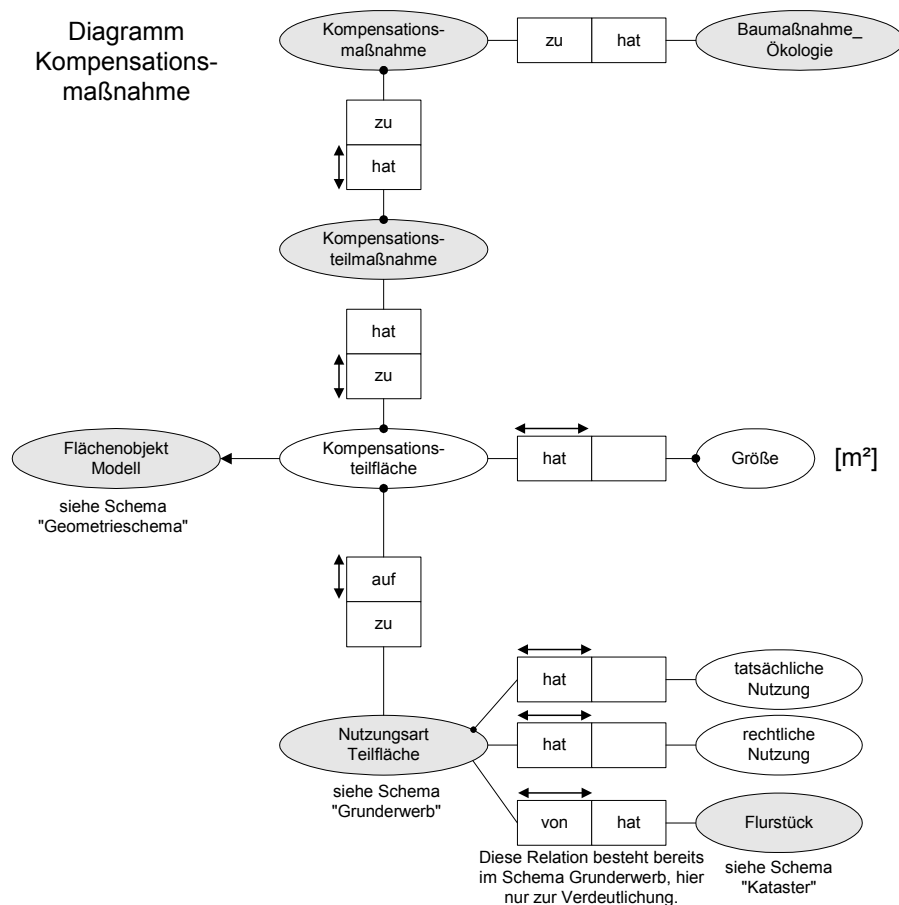 Diagramm
Kompensations-
maßnahme
Kompensations-
maßnahme
zu
hat
Baumaßnahme_
Ökologie
zu
hat
Kompensations-
teilmaßnahme
hat
zu
Flächenobjekt
Modell
siehe Schema
"Geometrieschema"
Kompensations-
teilfläche
hat
Größe
[m²]
auf
zu
hat
tatsächliche
Nutzung
Nutzungsart
Teilfläche
siehe Schema
"Grunderwerb"
hat
rechtliche
Nutzung
von
hat
Flurstück
Diese Relation besteht bereits
im Schema Grunderwerb, hier
nur zur Verdeutlichung.
siehe Schema
"Kataster"